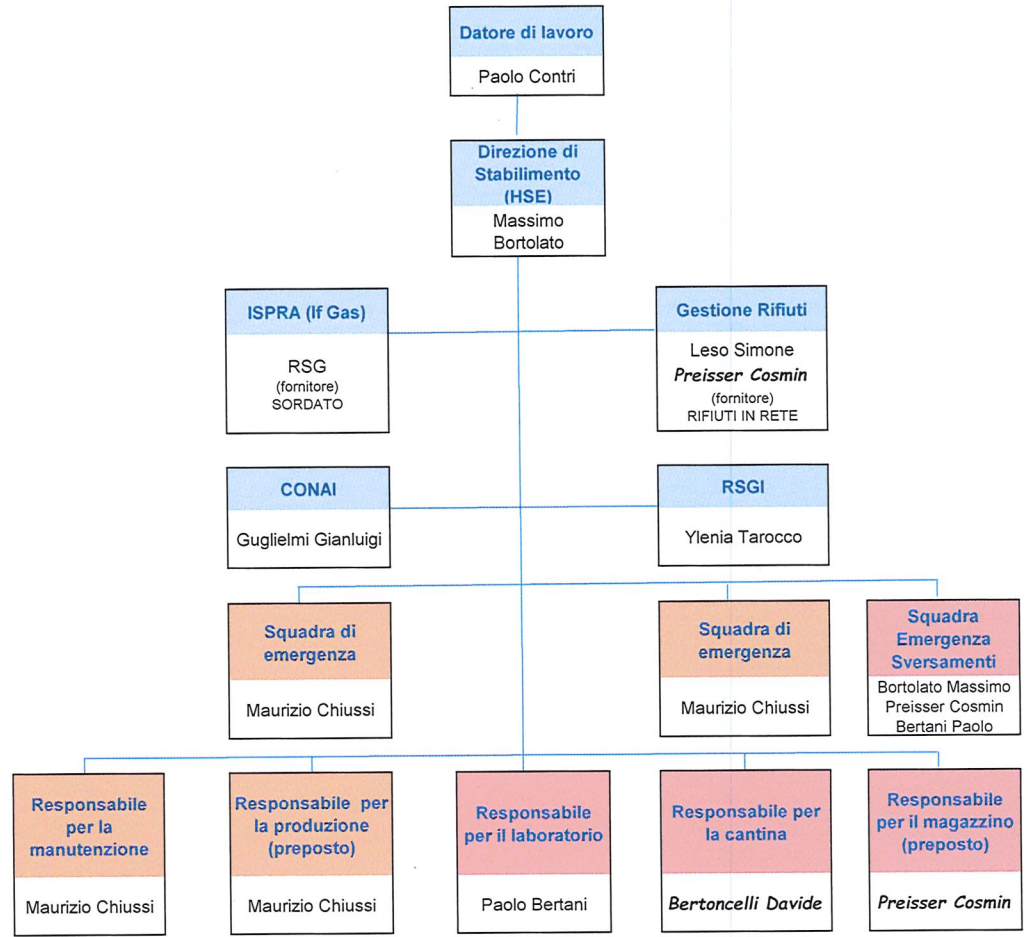 Datore di lavoro
Paolo Contri
Direzione di
Stabilimento
(HSE)
Massimo
Bortolato
ISPRA (If Gas)
RSG
(fornitore)
SORDATO
Gestione Rifiuti
Leso Simone
Preisser Cosmin
(fornitore)
RIFIUTI IN RETE
CONAI
Guglielmi Gianluigi
RSGI
Ylenia Tarocco
Squadra di
emergenza
Maurizio Chiussi
Squadra di
emergenza
Maurizio Chiussi
Squadra
Emergenza
Sversamenti
Bortolato Massimo
Preisser Cosmin
Bertani Paolo
Responsabile
per la
manutenzione
Maurizio Chiussi
Responsabile per
la produzione
(preposto)
Maurizio Chiussi
Responsabile
per il laboratorio
Paolo Bertani
Responsabile per
la cantina
Bertoncelli Davide
Responsabile
per il magazzino
(preposto)
Preisser Cosmin